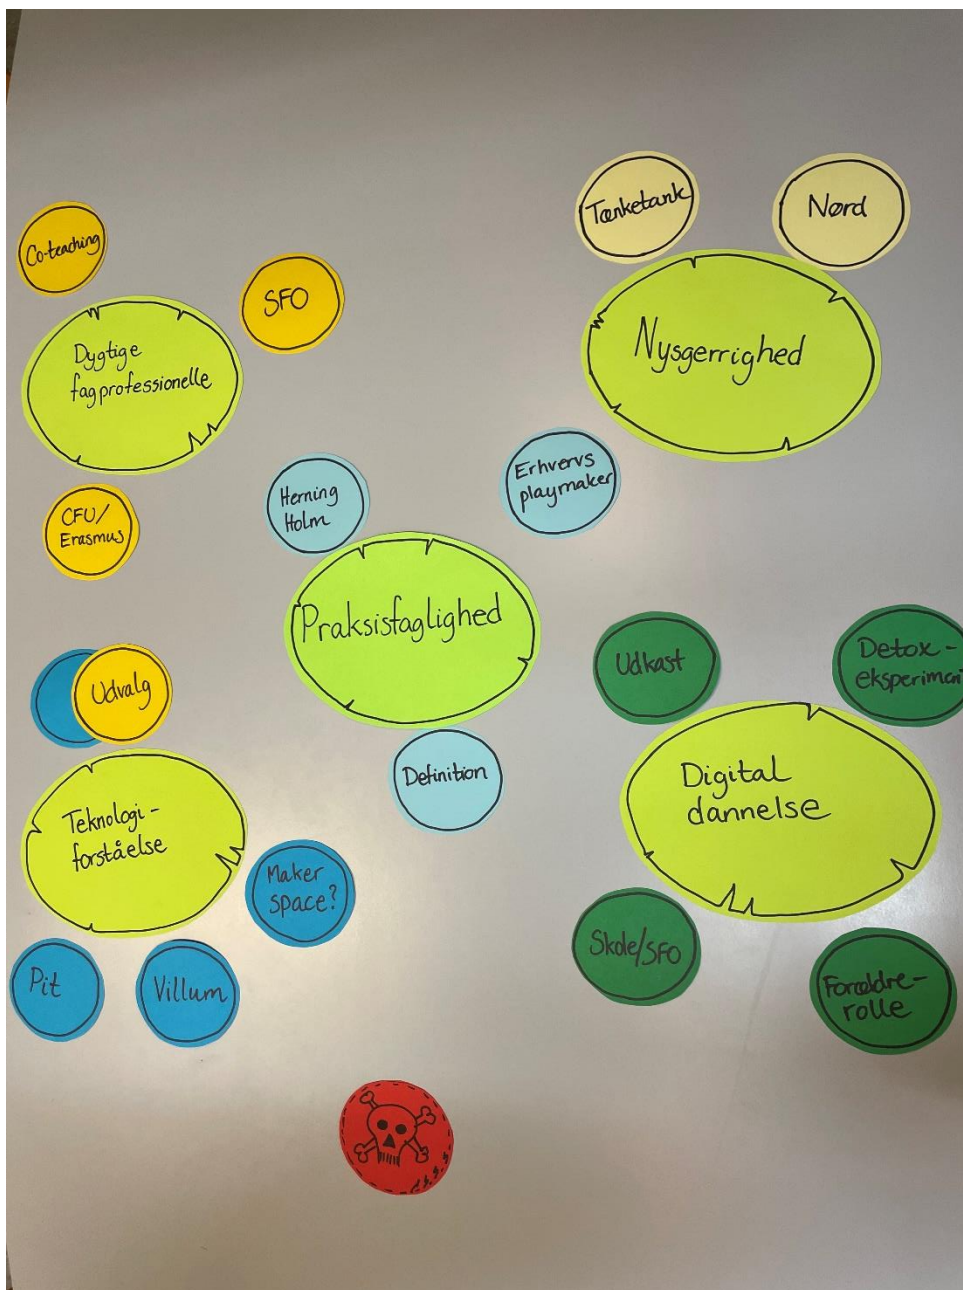 Tænketank
Nørd
Co-teaching
SFO
Dygtige
fagprofessionelle
Nysgerrighed
CFU/
Erasmus
Herning
Holm
Erhvervs
playmaker
Praksisfaglighed
Udvalg
Udkast
Detox-
eksperimen
Definition
Teknologi-
forståelse
Digital
dannelse
Maker
space?
Pit
Villum
Skole/SFO
Forældre-
rolle